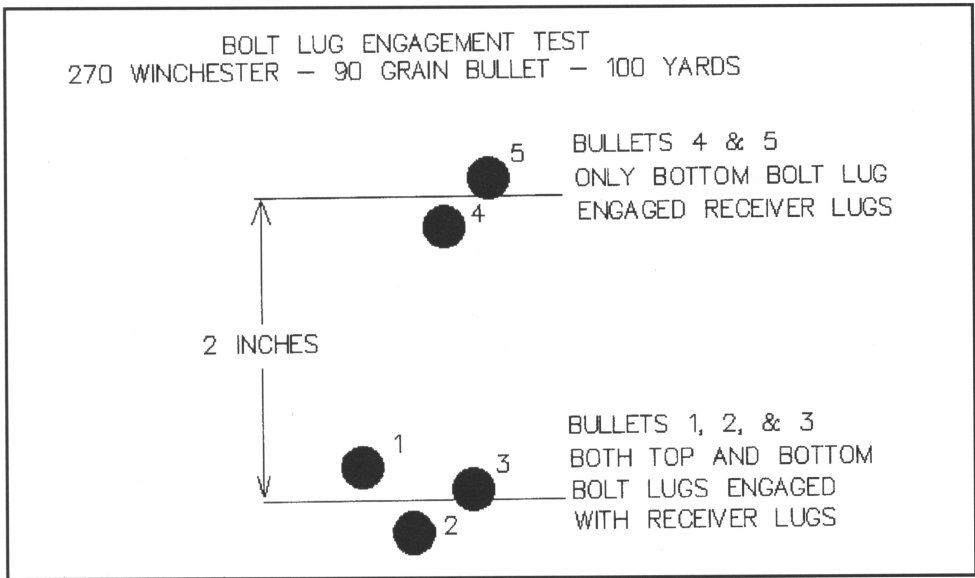 BOLT LUG ENGAGEMENT TEST
270 WINCHESTER – 90 GRAIN BULLET – 100 YARDS
5
BULLETS 4 & 5
ONLY BOTTOM BOLT LUG
ENGAGED RECEIVER LUGS
4
2 INCHES
1
3
2
BULLETS 1, 2, & 3
BOTH TOP AND BOTTOM
BOLT LUGS ENGAGED
WITH RECEIVER LUGS